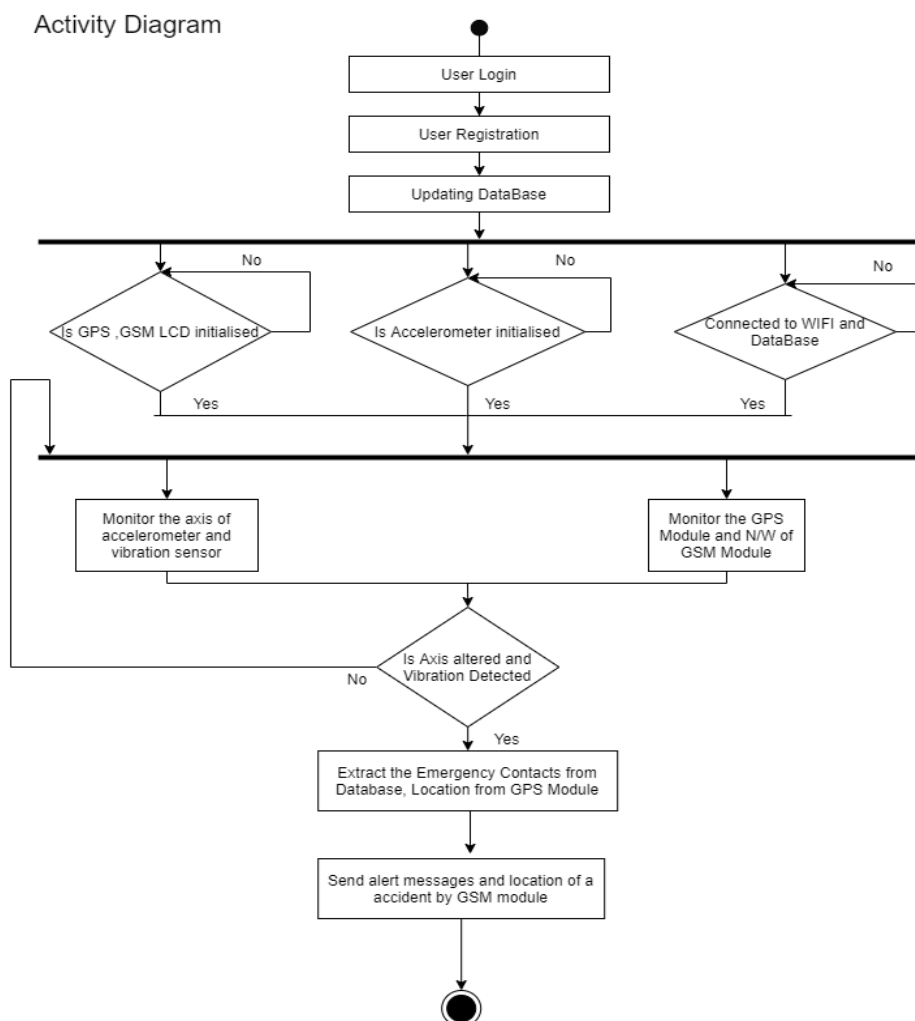 Activity Diagram
User Login
User Registration
Updating DataBase
No
No
No
Is GPS ,GSM LCD initialised
Is Accelerometer initialised
Connected to WIFI and
DataBase
Yes
Yes
Yes
Monitor the axis of
accelerometer and
vibration sensor
Monitor the GPS
Module and N/W of
GSM Module
Is Axis altered and
Vibration Detected
No
Yes
Extract the Emergency Contacts from
Database, Location from GPS Module
Send alert messages and location of a
accident by GSM module